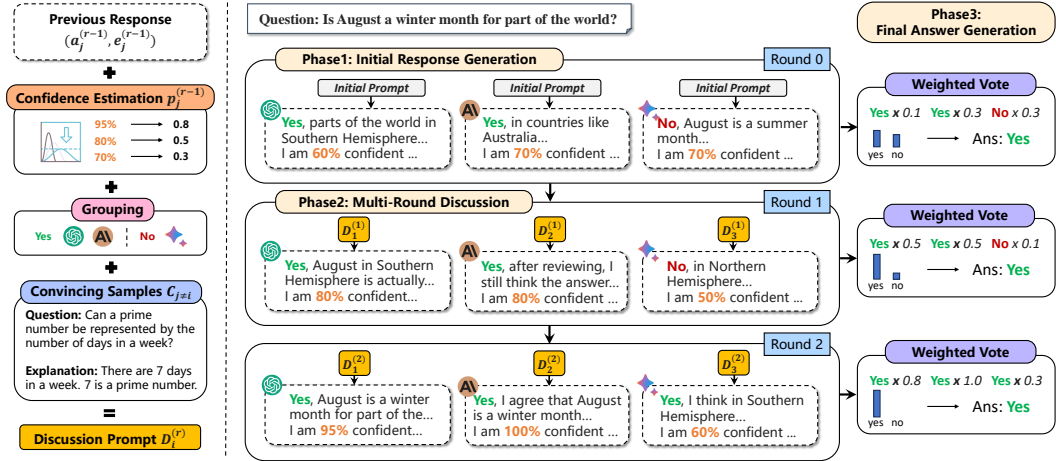 Previous Response
(a_j^{(r-1)}, e_j^{(r-1)})
+
Confidence Estimation p_j^{(r-1)}
95% 0.8
80% 0.5
70% 0.3
+
Grouping
Yes No
+
Convincing Samples C_{j≠i}
Question: Can a prime
number be represented by the
number of days in a week?
Explanation: There are 7 days
in a week. 7 is a prime number.
=
Discussion Prompt D_i^{(r)}
Question: Is August a winter month for part of the world?
Phase1: Initial Response Generation
Round 0
Initial Prompt
Yes, parts of the world in
Southern Hemisphere...
I am 60% confident ...
Initial Prompt
Yes, in countries like
Australia...
I am 70% confident ...
Initial Prompt
No, August is a summer
month...
I am 70% confident ...
Phase2: Multi-Round Discussion
Round 1
D_1^{(1)}
Yes, August in Southern
Hemisphere is actually...
I am 80% confident...
D_2^{(1)}
Yes, after reviewing, I
still think the answer...
I am 80% confident ...
D_3^{(1)}
No, in Northern
Hemisphere...
I am 50% confident ...
Round 2
D_1^{(2)}
Yes, August is a winter
month for part of the...
I am 95% confident...
D_2^{(2)}
Yes, I agree that August
is a winter month...
I am 100% confident ...
D_3^{(2)}
Yes, I think in Southern
Hemisphere...
I am 60% confident ...
Phase3:
Final Answer Generation
Weighted Vote
Yes x 0.1 Yes x 0.3 No x 0.3
yes no
Ans: Yes
Weighted Vote
Yes x 0.5 Yes x 0.5 No x 0.1
yes no
Ans: Yes
Weighted Vote
Yes x 0.8 Yes x 1.0 Yes x 0.3
yes no
Ans: Yes